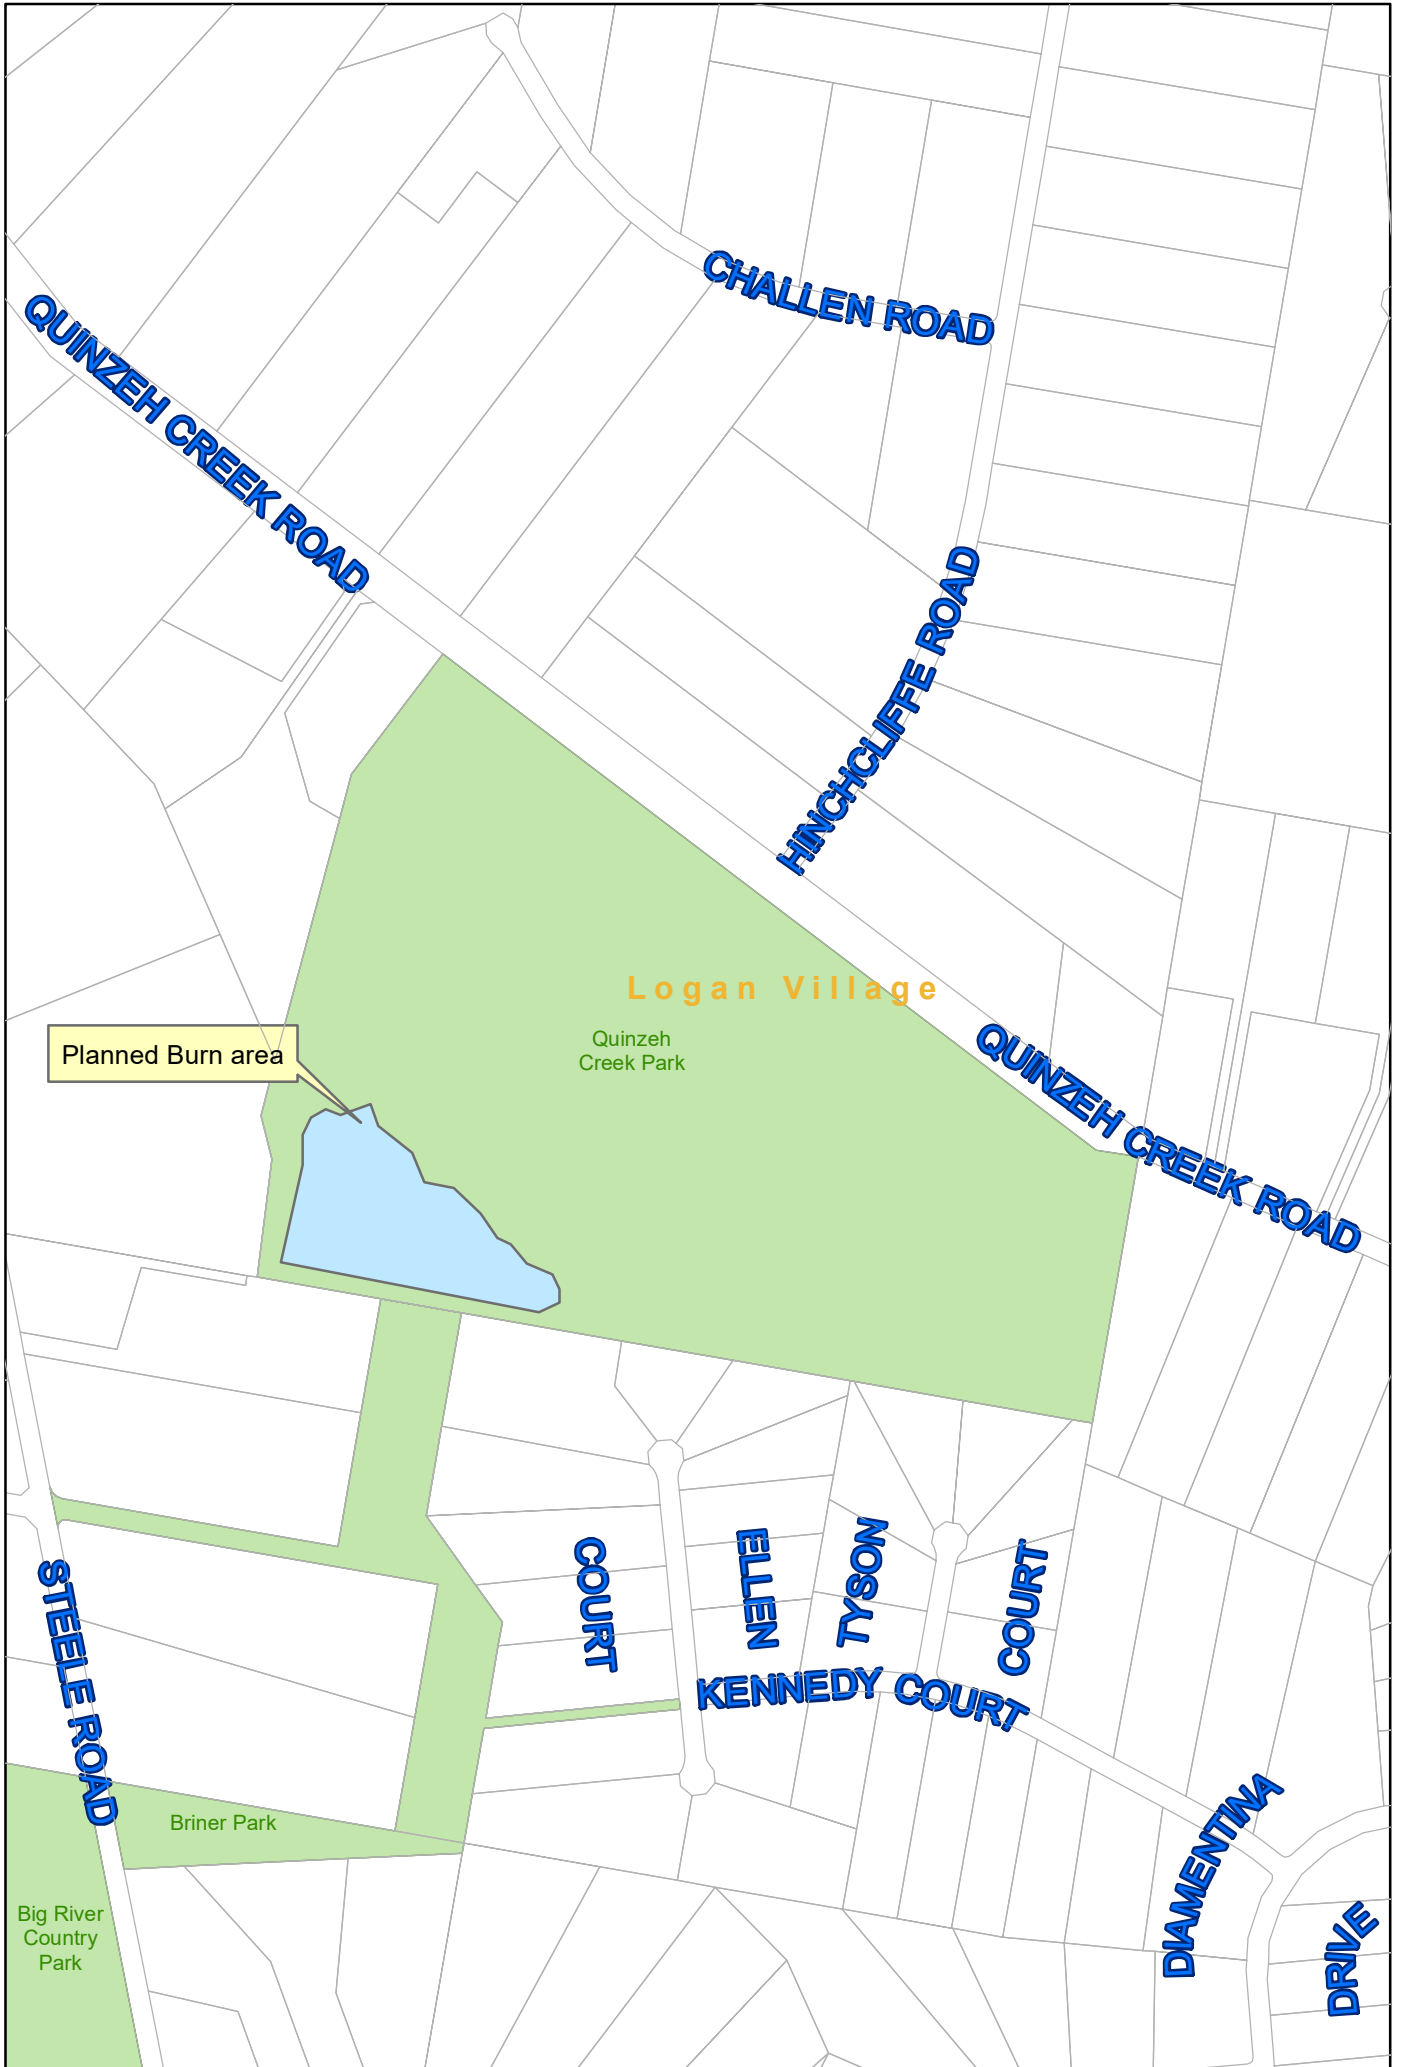 CHALLEN ROAD
QUINZEH CREEK ROAD
HINCHCLIFFE ROAD
Logan Village
Quinzeh
Creek Park
Planned Burn area
QUINZEH CREEK ROAD
COURT
ELLEN
TYSON
COURT
STEELE ROAD
KENNEDY COURT
Briner Park
DIAMENTINA
DRIVE
Big River
Country
Park